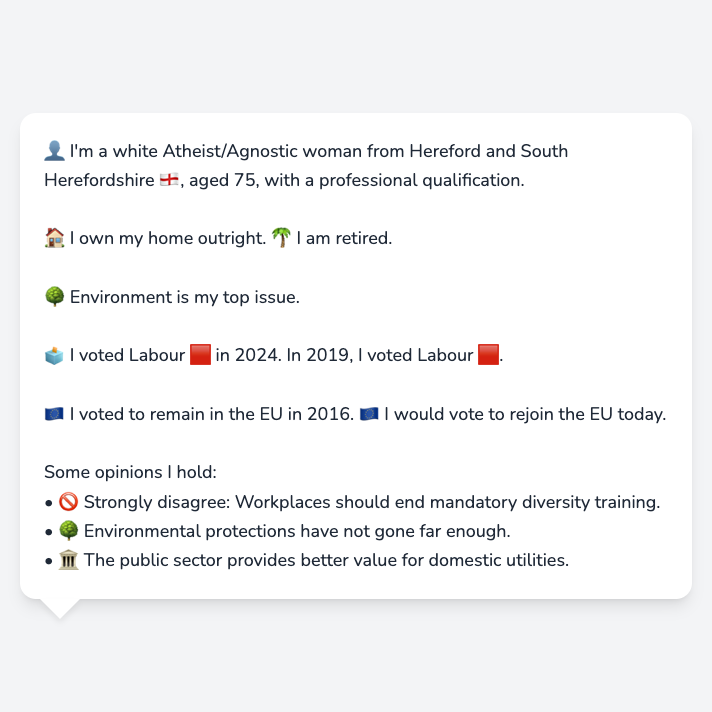 👤 I'm a white Atheist/Agnostic woman from Hereford and South
Herefordshire 🏴󠁧󠁢󠁥󠁮󠁧󠁿, aged 75, with a professional qualification.
🏠 I own my home outright. 🌴 I am retired.
🌳 Environment is my top issue.
🗳️ I voted Labour 🟥 in 2024. In 2019, I voted Labour 🟥.
🇪🇺 I voted to remain in the EU in 2016. 🇪🇺 I would vote to rejoin the EU today.
Some opinions I hold:
• 🚫 Strongly disagree: Workplaces should end mandatory diversity training.
• 🌳 Environmental protections have not gone far enough.
• 🏛️ The public sector provides better value for domestic utilities.